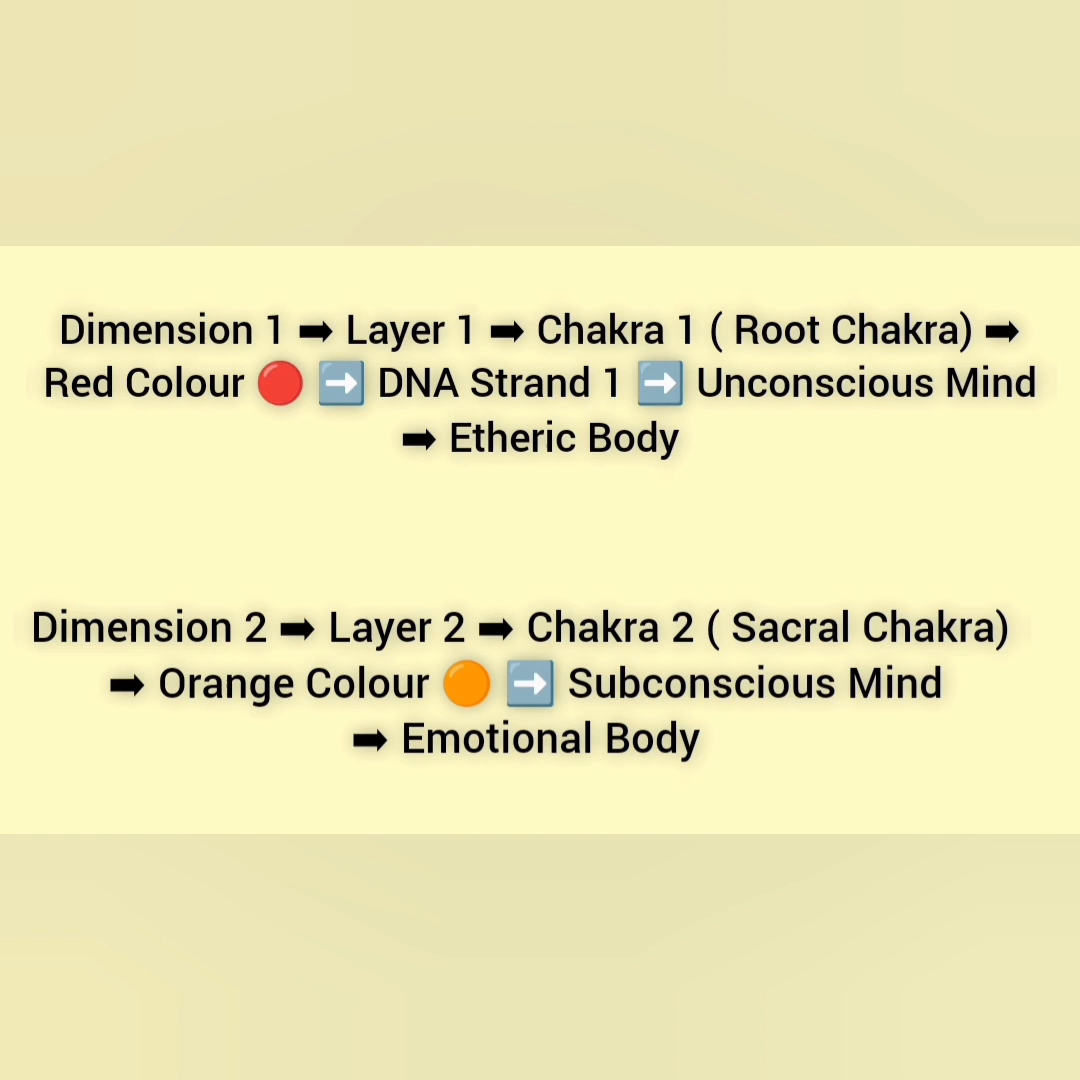 Dimension 1 ➡ Layer 1 ➡ Chakra 1 ( Root Chakra) ➡
Red Colour 🔴 ➡️ DNA Strand 1 ➡️ Unconscious Mind
➡ Etheric Body
Dimension 2 ➡ Layer 2 ➡ Chakra 2 ( Sacral Chakra)
➡ Orange Colour 🟠 ➡️ Subconscious Mind
➡ Emotional Body